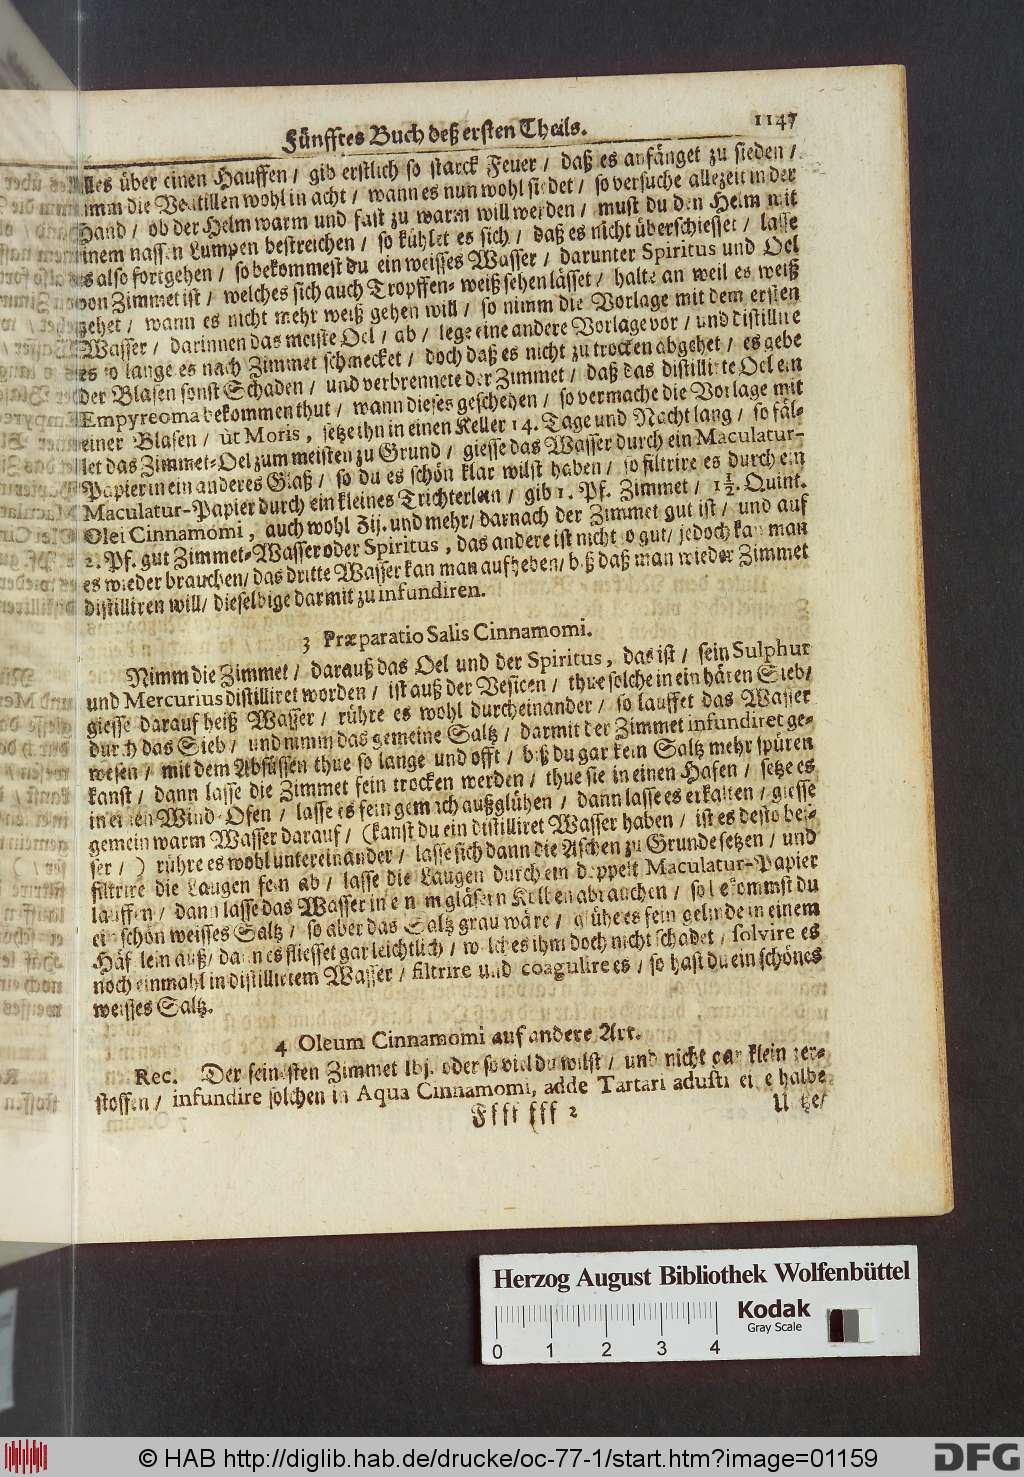 Fünfftes Buch deß ersten Theils. 1147
lles über einen Hauffen / gib erstlich so starck Feuer / daß es anfänget zu sieden /
imm die Ventillen wohl in acht / wann es nun wohl siedet / so versuche allezeit in der
Hand / ob der Helm warm und fast zu warm will werden / must du den Helm mit
inem nassen Lumpen bestreichen / so kühlet es sich / daß es nicht überschiesset / lasse
s also fortgehen / so bekommest du ein weisses Wasser / darunter Spiritus und Oel
von Zimmet ist / welches sich auch Tropffen-weiß sehen lässet / halte an weil es weiß
gehet / wann es nicht mehr weiß gehen will / so nimm die Vorlage mit dem ersten
Wasser / darinnen das meiste Oel / ab / lege eine andere Vorlage vor / und distillire
es so lange es nach Zimmet schmecket / doch daß es nicht zu trocken abgehet / es gebe
der Blasen sonst Schaden / und verbrennete der Zimmet / daß das distillirte Oel ein
Empyreoma bekommen thut / wann dieses geschehen / so vermache die Vorlage mit
einer Blasen / ùt Moris, setze ihn in einen Keller 14. Tage und Nacht lang / so fäl-
let das Zimmet-Oel zum meisten zu Grund / giesse das Wasser durch ein Maculatur-
Papier in ein anderes Glaß / so du es schön klar wilst haben / so filtrire es durch ein
Maculatur-Papier durch ein kleines Trichterlein / gib 1. Pf. Zimmet / 1½. Quint.
Olei Cinnamomi, auch wohl Ʒij. und mehr / darnach der Zimmet gut ist / und auf
2. Pf. gut Zimmet-Wasser oder Spiritus, das andere ist nicht so gut / jedoch kan man
es wieder brauchen / das dritte Wasser kan man aufheben / biß daß man wieder Zimmet
distilliren will / dieselbige darmit zu infundiren.
3 Præparatio Salis Cinnamomi.
Nimm die Zimmet / darauß das Oel und der Spiritus, das ist / sein Sulphur
und Mercurius distilliret worden / ist auß der Vesicen / thue solche in ein hären Sieb /
giesse darauf heiß Wasser / rühre es wohl durcheinander / so lauffet das Wasser
durch das Sieb / und nimm das gemeine Saltz / darmit der Zimmet infundiret ge-
wesen / mit dem Absüssen thue so lange und offt / biß du gar kein Saltz mehr spüren
kanst / dann lasse die Zimmet fein trocken werden / thue sie in einen Hafen / setze es
in einen Wind-Ofen / lasse es fein gemach außglühen / dann lasse es erkalten / giesse
gemein warm Wasser darauf / (kanst du ein distilliret Wasser haben / ist es desto bes-
ser / ) rühre es wohl untereinander / lasse sich dann die Aschen zu Grunde setzen / und
filtrire die Laugen fein ab / lasse die Laugen durch ein doppelt Maculatur-Papier
lauffen / dann lasse das Wasser in einem gläsern Kolben abrauchen / so bekommst du
ein schön weisses Saltz / so aber das Saltz grau wäre / glühe es fein gelinde in einem
Häflein auß / dann es fliesset gar leichtlich / welches ihm doch nicht schadet / solvire es
noch einmahl in distillirtem Wasser / filtrire und coagulire es / so hast du ein schönes
weisses Saltz.
4 Oleum Cinnamomi auf andere Art.
Rec. Der feinesten Zimmet lbj. oder so viel du wilst / und nicht gar klein zer-
stossen / infundire solchen in Aqua Cinnamomi, adde Tartari adusti eine halbe
Ffff fff 2 Untze /
Herzog August Bibliothek Wolfenbüttel
Kodak
Gray Scale
0 1 2 3 4
© HAB http://diglib.hab.de/drucke/oc-77-1/start.htm?image=01159
DFG